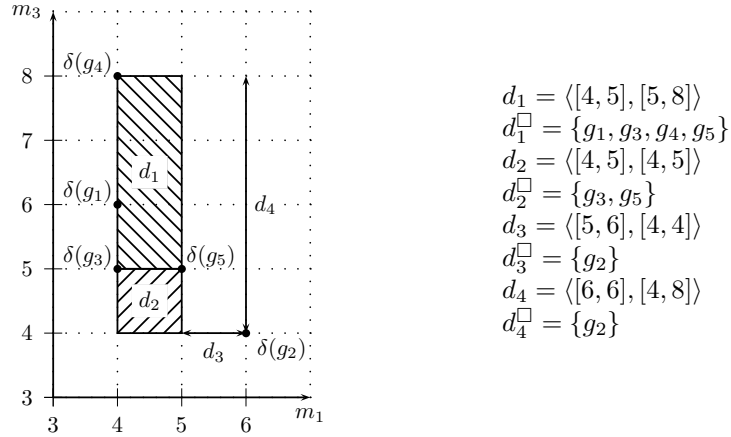 m₃
8
7
6
5
4
3
3
4
5
6
m₁
δ(g₄)
δ(g₁)
δ(g₃)
δ(g₅)
δ(g₂)
d₁
d₂
d₃
d₄
d₁ = ⟨[4, 5], [5, 8]⟩
d₁□ = {g₁, g₃, g₄, g₅}
d₂ = ⟨[4, 5], [4, 5]⟩
d₂□ = {g₃, g₅}
d₃ = ⟨[5, 6], [4, 4]⟩
d₃□ = {g₂}
d₄ = ⟨[6, 6], [4, 8]⟩
d₄□ = {g₂}